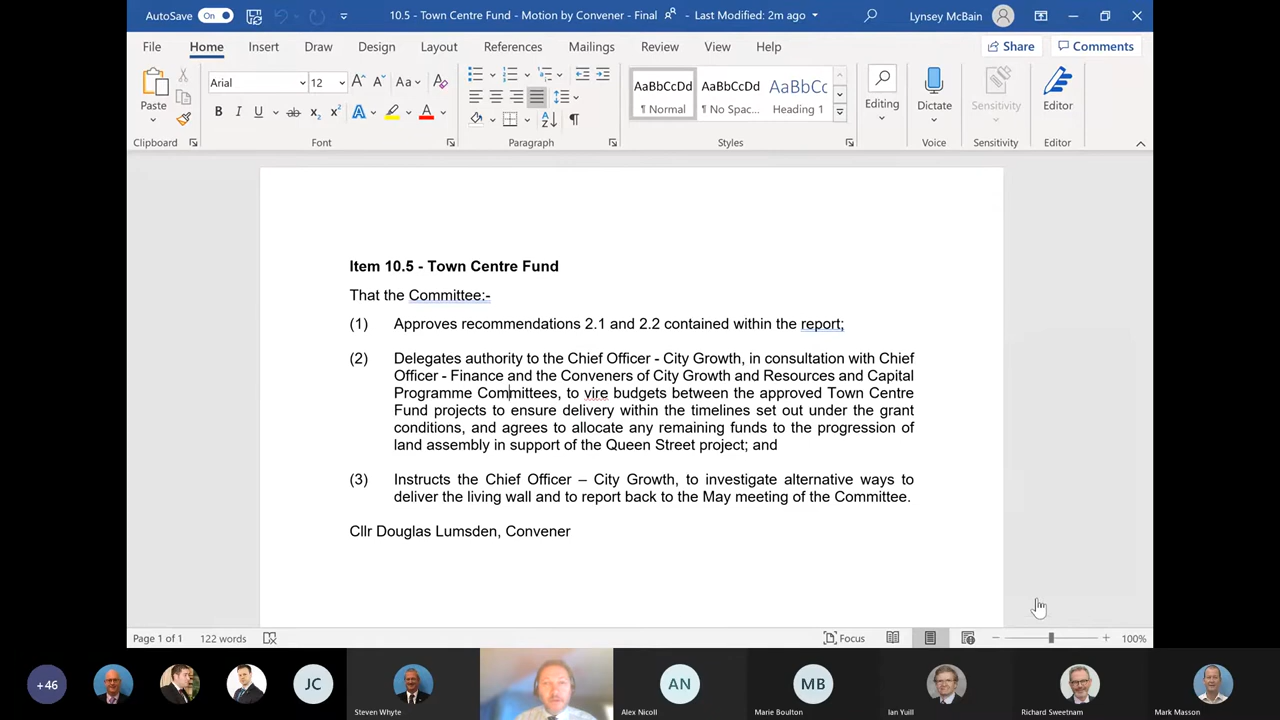 AutoSave On 10.5 - Town Centre Fund - Motion by Convener - Final - Last Modified: 2m ago Lynsey McBain
File Home Insert Draw Design Layout References Mailings Review View Help Share Comments
Arial 12 Aa A
AaBbCcDd AaBbCcDd AaBbCc
Paste
B I U ab x₂ x² A A
¶ Normal ¶ No Spac... Heading 1
Editing Dictate Sensitivity Editor
Clipboard Font Paragraph Styles Voice Sensitivity Editor
Item 10.5 - Town Centre Fund
That the Committee:-
(1) Approves recommendations 2.1 and 2.2 contained within the report;
(2) Delegates authority to the Chief Officer - City Growth, in consultation with Chief
Officer - Finance and the Conveners of City Growth and Resources and Capital
Programme Committees, to vire budgets between the approved Town Centre
Fund projects to ensure delivery within the timelines set out under the grant
conditions, and agrees to allocate any remaining funds to the progression of
land assembly in support of the Queen Street project; and
(3) Instructs the Chief Officer – City Growth, to investigate alternative ways to
deliver the living wall and to report back to the May meeting of the Committee.
Cllr Douglas Lumsden, Convener
Page 1 of 1 122 words Focus 100%
+46 JC AN MB
Steven Whyte Alex Nicoll Marie Boulton Ian Yuill Richard Sweetnam Mark Masson